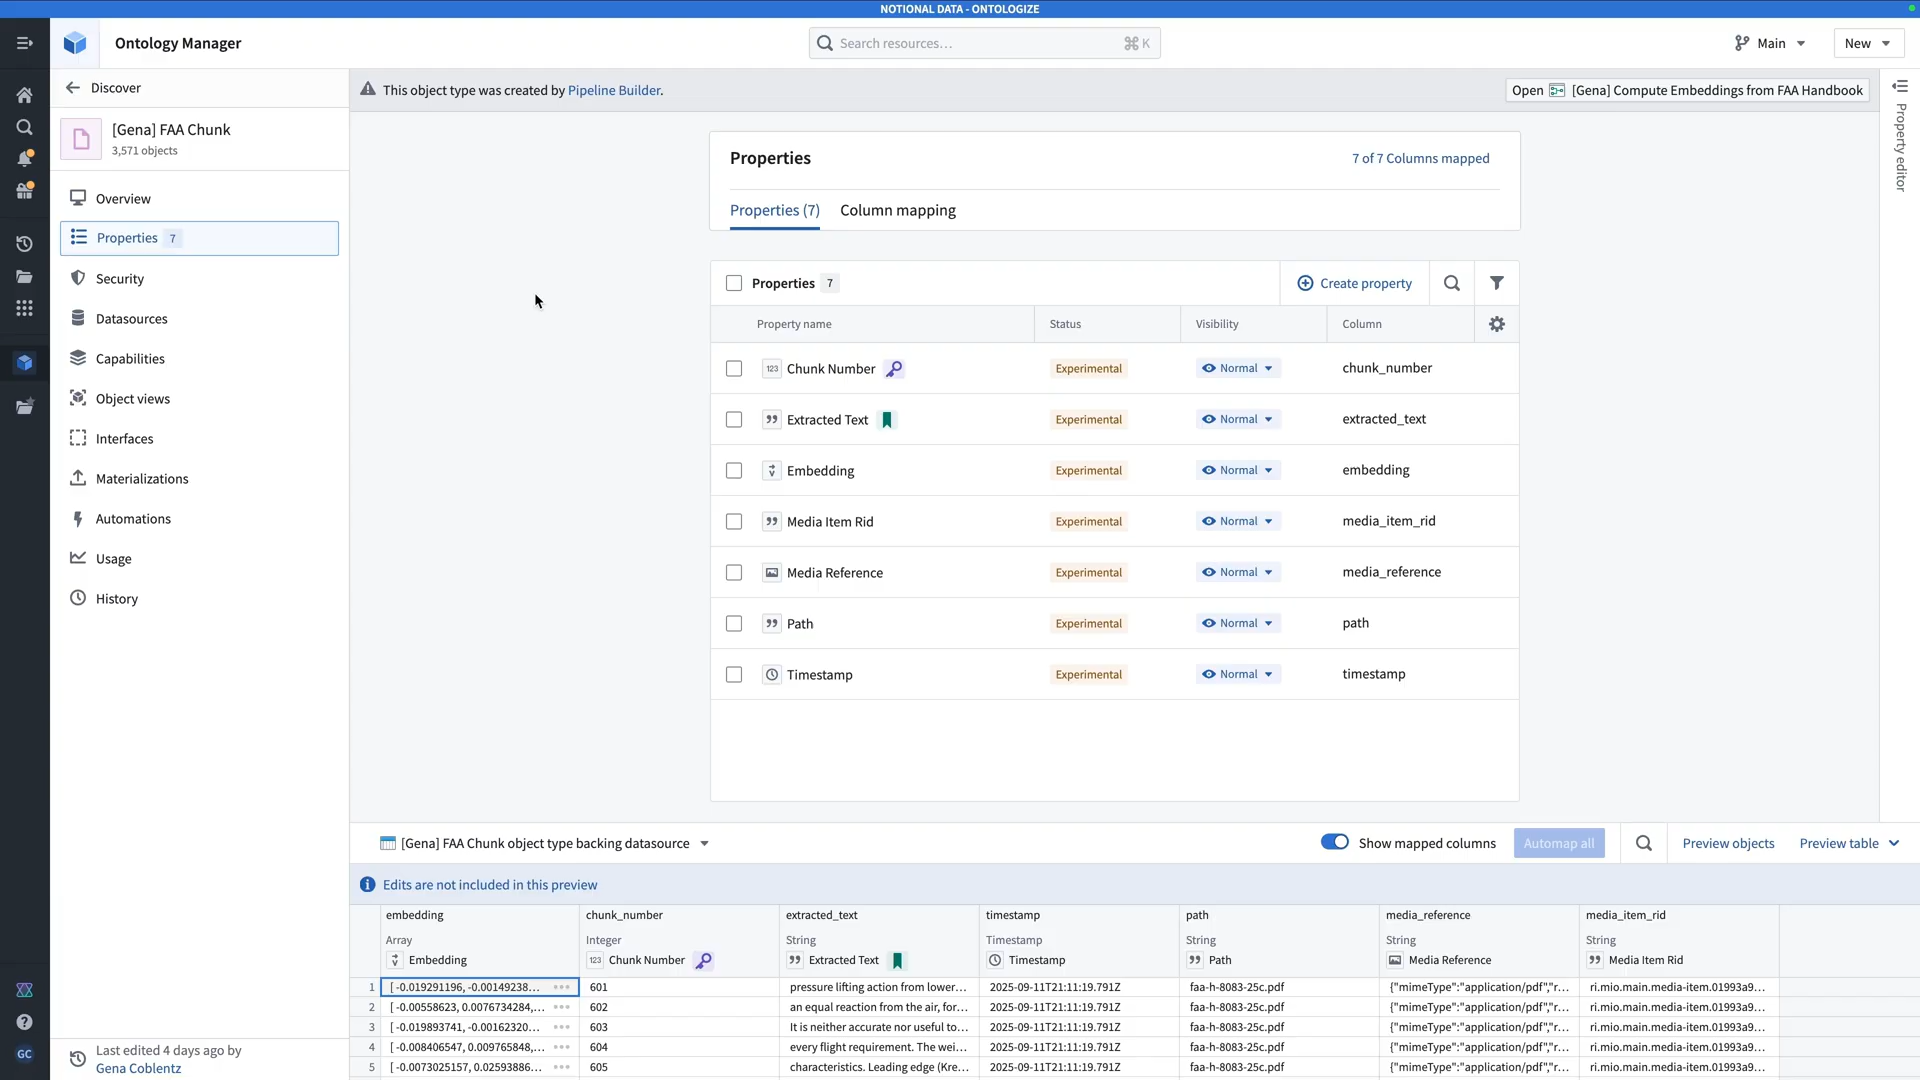 NOTIONAL DATA - ONTOLOGIZE
Ontology Manager
Search resources…
⌘ K
Main
New
Discover
[Gena] FAA Chunk
3,571 objects
Overview
Properties 7
Security
Datasources
Capabilities
Object views
Interfaces
Materializations
Automations
Usage
History
Last edited 4 days ago by
Gena Coblentz
GC
This object type was created by Pipeline Builder.
Open [Gena] Compute Embeddings from FAA Handbook
Property editor
Properties
7 of 7 Columns mapped
Properties (7) Column mapping
Properties 7
Create property
Property name Status Visibility Column
123 Chunk Number Experimental Normal chunk_number
Extracted Text Experimental Normal extracted_text
Embedding Experimental Normal embedding
Media Item Rid Experimental Normal media_item_rid
Media Reference Experimental Normal media_reference
Path Experimental Normal path
Timestamp Experimental Normal timestamp
[Gena] FAA Chunk object type backing datasource
Show mapped columns
Automap all
Preview objects
Preview table
Edits are not included in this preview
embedding chunk_number extracted_text timestamp path media_reference media_item_rid
Array Integer String Timestamp String String String
Embedding 123 Chunk Number Extracted Text Timestamp Path Media Reference Media Item Rid
1 [ -0.019291196, -0.00149238… 601 pressure lifting action from lower… 2025-09-11T21:11:19.791Z faa-h-8083-25c.pdf {"mimeType":"application/pdf","r… ri.mio.main.media-item.01993a9…
2 [ -0.00558623, 0.0076734284,… 602 an equal reaction from the air, for… 2025-09-11T21:11:19.791Z faa-h-8083-25c.pdf {"mimeType":"application/pdf","r… ri.mio.main.media-item.01993a9…
3 [ -0.019893741, -0.00162320… 603 It is neither accurate nor useful to… 2025-09-11T21:11:19.791Z faa-h-8083-25c.pdf {"mimeType":"application/pdf","r… ri.mio.main.media-item.01993a9…
4 [ -0.008406547, 0.009765848,… 604 every flight requirement. The wei… 2025-09-11T21:11:19.791Z faa-h-8083-25c.pdf {"mimeType":"application/pdf","r… ri.mio.main.media-item.01993a9…
5 [ -0.0073025157, 0.02593886… 605 characteristics. Leading edge (Kre… 2025-09-11T21:11:19.791Z faa-h-8083-25c.pdf {"mimeType":"application/pdf","r… ri.mio.main.media-item.01993a9…